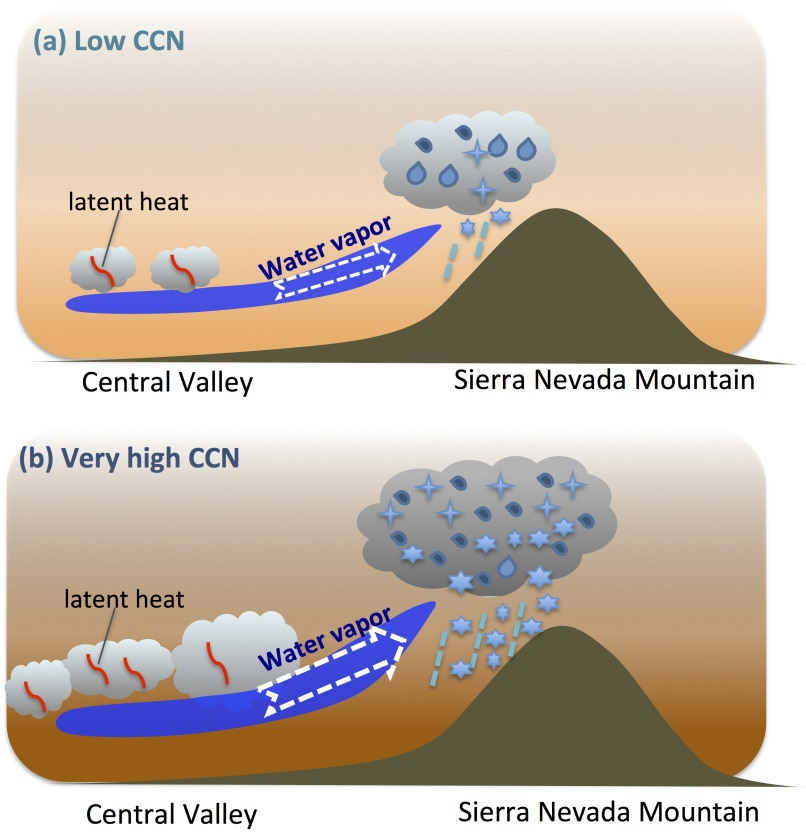 (a) Low CCN
latent heat
Water vapor
Central Valley
Sierra Nevada Mountain
(b) Very high CCN
latent heat
Water vapor
Central Valley
Sierra Nevada Mountain